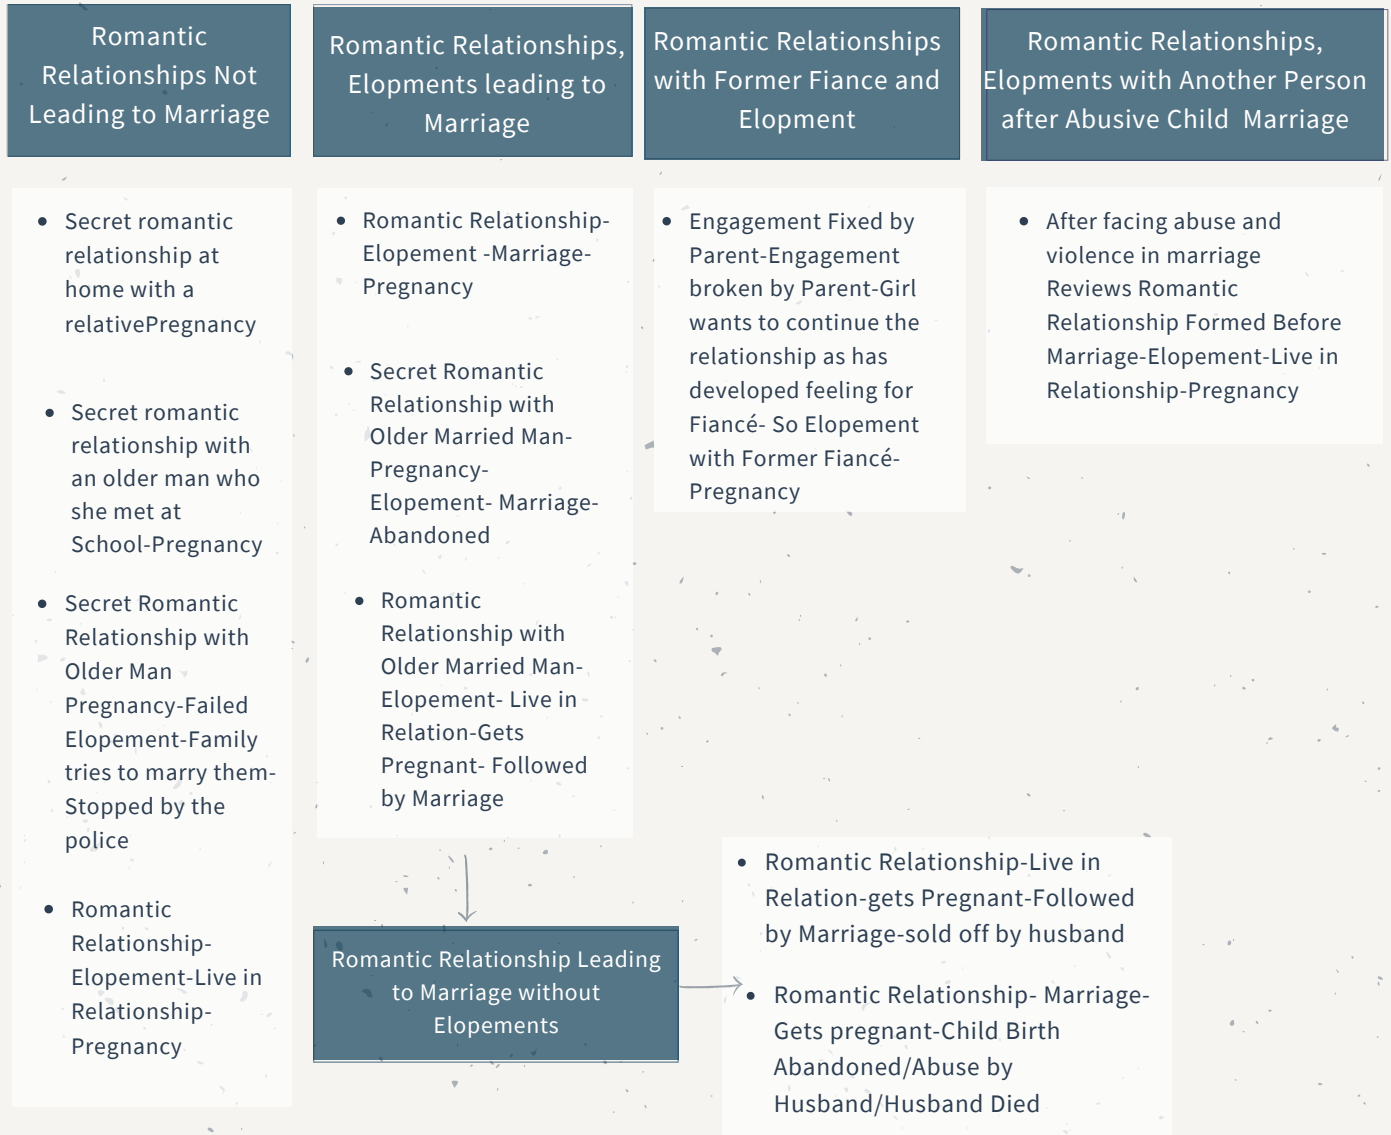 Romantic
Relationships Not
Leading to Marriage
Romantic Relationships,
Elopments leading to
Marriage
Romantic Relationships
with Former Fiance and
Elopment
Romantic Relationships,
Elopments with Another Person
after Abusive Child  Marriage
• Secret romantic
relationship at
home with a
relativePregnancy
• Secret romantic
relationship with
an older man who
she met at
School-Pregnancy
• Secret Romantic
Relationship with
Older Man
Pregnancy-Failed
Elopement-Family
tries to marry them-
Stopped by the
police
• Romantic
Relationship-
Elopement-Live in
Relationship-
Pregnancy
• Romantic Relationship-
Elopement -Marriage-
Pregnancy
• Secret Romantic
Relationship with
Older Married Man-
Pregnancy-
Elopement- Marriage-
Abandoned
• Romantic
Relationship with
Older Married Man-
Elopement- Live in
Relation-Gets
Pregnant- Followed
by Marriage
• Engagement Fixed by
Parent-Engagement
broken by Parent-Girl
wants to continue the
relationship as has
developed feeling for
Fiancé- So Elopement
with Former Fiancé-
Pregnancy
• After facing abuse and
violence in marriage
Reviews Romantic
Relationship Formed Before
Marriage-Elopement-Live in
Relationship-Pregnancy
Romantic Relationship Leading
to Marriage without
Elopements
• Romantic Relationship-Live in
Relation-gets Pregnant-Followed
by Marriage-sold off by husband
• Romantic Relationship- Marriage-
Gets pregnant-Child Birth
Abandoned/Abuse by
Husband/Husband Died